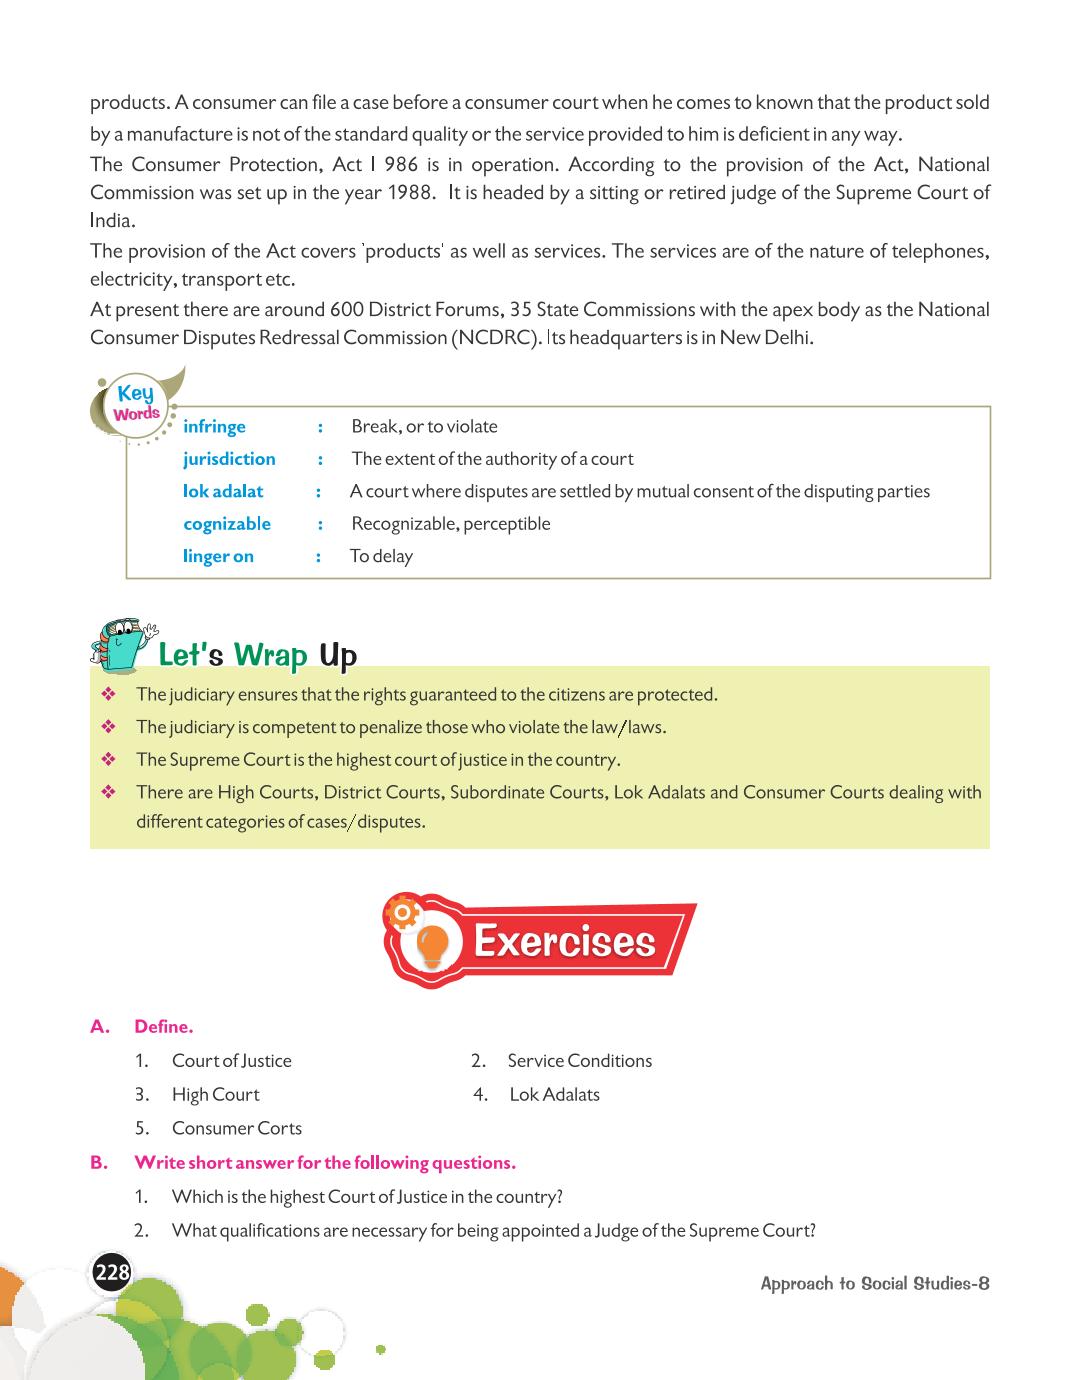 products. A consumer can file a case before a consumer court when he comes to known that the product sold
by a manufacture is not of the standard quality or the service provided to him is deficient in any way.
The Consumer Protection, Act I 986 is in operation. According to the provision of the Act, National
Commission was set up in the year 1988. It is headed by a sitting or retired judge of the Supreme Court of
India.
The provision of the Act covers 'products' as well as services. The services are of the nature of telephones,
electricity, transport etc.
At present there are around 600 District Forums, 35 State Commissions with the apex body as the National
Consumer Disputes Redressal Commission (NCDRC). Its headquarters is in New Delhi.
Key
Words
infringe : Break, or to violate
jurisdiction : The extent of the authority of a court
lok adalat : A court where disputes are settled by mutual consent of the disputing parties
cognizable : Recognizable, perceptible
linger on : To delay
Let's Wrap Up
❖ The judiciary ensures that the rights guaranteed to the citizens are protected.
❖ The judiciary is competent to penalize those who violate the law/laws.
❖ The Supreme Court is the highest court of justice in the country.
❖ There are High Courts, District Courts, Subordinate Courts, Lok Adalats and Consumer Courts dealing with
different categories of cases/disputes.
Exercises
A. Define.
1. Court of Justice 2. Service Conditions
3. High Court 4. Lok Adalats
5. Consumer Corts
B. Write short answer for the following questions.
1. Which is the highest Court of Justice in the country?
2. What qualifications are necessary for being appointed a Judge of the Supreme Court?
228
Approach to Social Studies-8